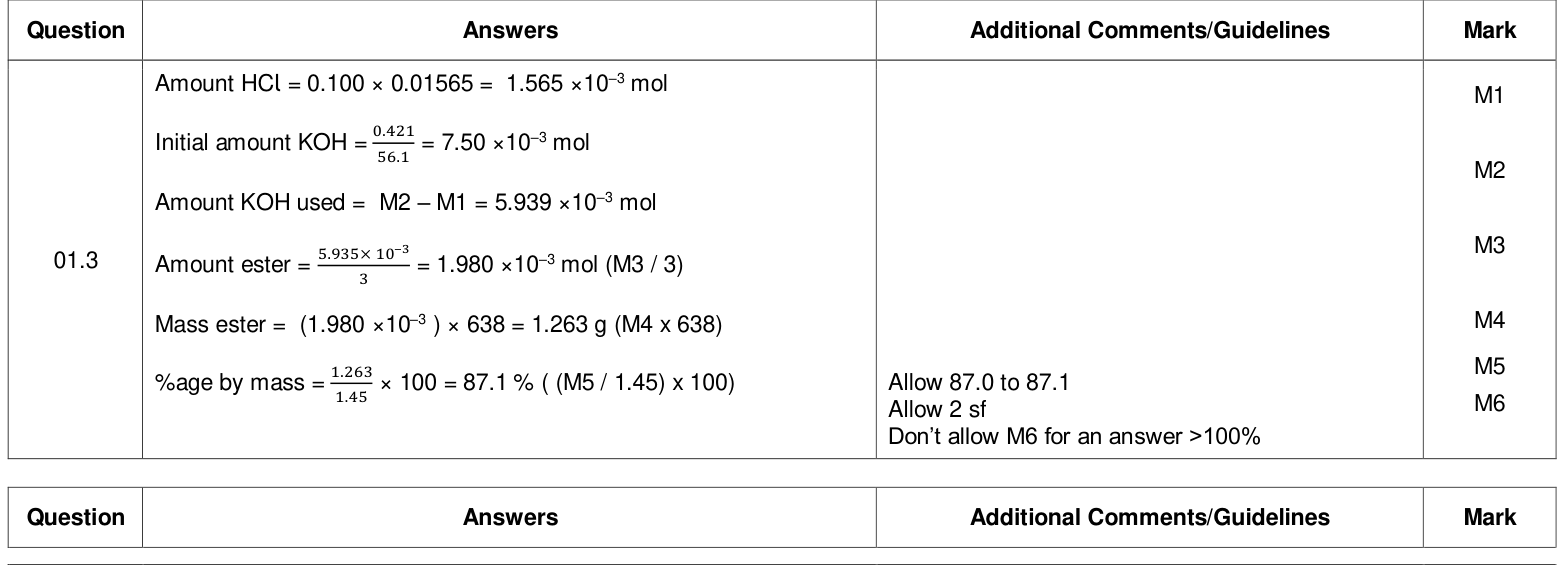 Question Answers Additional Comments/Guidelines Mark
01.3
Amount HCl = 0.100 × 0.01565 = 1.565 ×10⁻³ mol
M1
Initial amount KOH = 0.421/56.1 = 7.50 ×10⁻³ mol
M2
Amount KOH used = M2 – M1 = 5.939 ×10⁻³ mol
M3
Amount ester = 5.935× 10⁻³/3 = 1.980 ×10⁻³ mol (M3 / 3)
M4
Mass ester = (1.980 ×10⁻³ ) × 638 = 1.263 g (M4 x 638)
M5
%age by mass = 1.263/1.45 × 100 = 87.1 % ( (M5 / 1.45) x 100)
Allow 87.0 to 87.1
M6
Allow 2 sf
Don't allow M6 for an answer >100%
Question Answers Additional Comments/Guidelines Mark